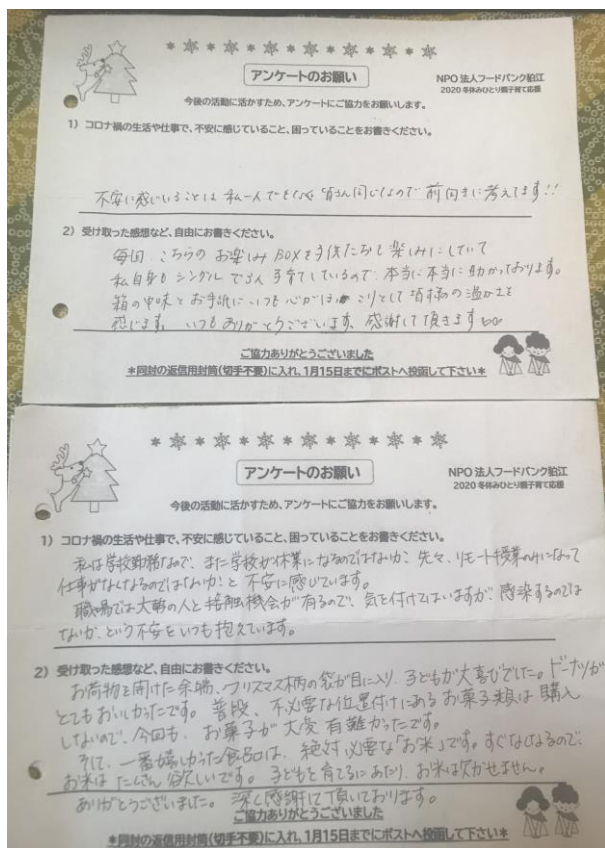 アンケートのお願い
NPO 法人フードバンク狛江
2020 冬休みひとり親子育て応援
今後の活動に活かすため、アンケートにご協力をお願いします。
1）コロナ禍の生活や仕事で、不安に感じていること、困っていることをお書きください。
不安に感じいることは 私一人でもなく 皆さん同じなので 前向きに考えてます!!
2）受け取った感想など、自由にお書きください。
毎回、こちらの お楽しみBOXを子供たちも 楽しみにしていて
私自身も シングルで3人 子育てしているので、本当に本当に助かっております。
箱の中味と お手紙に いつも 心がほっこりとして 皆様の温かさを
感じます。いつもありがとうございます。感謝して頂きます
ご協力ありがとうございました
＊同封の返信用封筒(切手不要)に入れ、1月15日までにポストへ投函して下さい＊
アンケートのお願い
NPO 法人フードバンク狛江
2020 冬休みひとり親子育て応援
今後の活動に活かすため、アンケートにご協力をお願いします。
1）コロナ禍の生活や仕事で、不安に感じていること、困っていることをお書きください。
私は学校勤務なので、また学校が休業になるのではないか？先々、リモート授業のみになって
仕事がなくなるのではないか？と 不安に感じています。
職場では大勢の人と接触機会が有るので、気を付けてはいますが、感染するのでは
ないか、という不安をいつも抱えています。
2）受け取った感想など、自由にお書きください。
お荷物を開けた途端、クリスマス柄の袋が目に入り、子どもが大喜びでした。ドーナツが
とてもおいしかったです。普段、不必要な位置付けにあるお菓子類は購入
しないので、今回も、お菓子が大変有難かったです。
そして、一番嬉しかった食品は、絶対必要な「お米」です。すぐなくなるので、
お米は たくさん欲しいです。子どもを育てるにあたり、お米は欠かせません。
ありがとうございました。深く感謝して頂いております。
ご協力ありがとうございました
＊同封の返信用封筒(切手不要)に入れ、1月15日までにポストへ投函して下さい＊